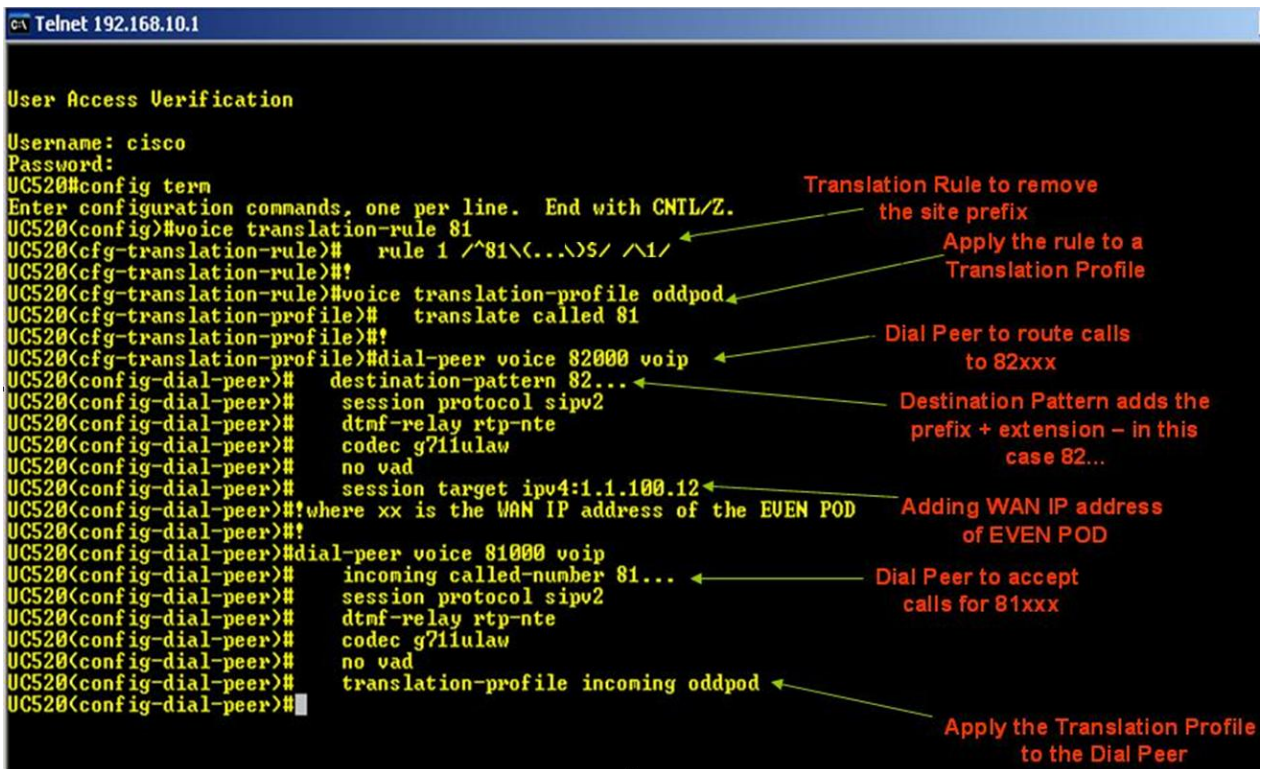 Telnet 192.168.10.1
User Access Verification
Username: cisco
Password:
UC520#config term
Enter configuration commands, one per line.  End with CNTL/Z.
UC520(config)#voice translation-rule 81
UC520(cfg-translation-rule)#   rule 1 /^81\(...\)$/ /\1/
UC520(cfg-translation-rule)#!
UC520(cfg-translation-rule)#voice translation-profile oddpod
UC520(cfg-translation-profile)#   translate called 81
UC520(cfg-translation-profile)#!
UC520(cfg-translation-profile)#dial-peer voice 82000 voip
UC520(config-dial-peer)#   destination-pattern 82...
UC520(config-dial-peer)#    session protocol sipv2
UC520(config-dial-peer)#    dtmf-relay rtp-nte
UC520(config-dial-peer)#    codec g711ulaw
UC520(config-dial-peer)#    no vad
UC520(config-dial-peer)#    session target ipv4:1.1.100.12
UC520(config-dial-peer)#!where xx is the WAN IP address of the EVEN POD
UC520(config-dial-peer)#!
UC520(config-dial-peer)#dial-peer voice 81000 voip
UC520(config-dial-peer)#    incoming called-number 81...
UC520(config-dial-peer)#    session protocol sipv2
UC520(config-dial-peer)#    dtmf-relay rtp-nte
UC520(config-dial-peer)#    codec g711ulaw
UC520(config-dial-peer)#    no vad
UC520(config-dial-peer)#    translation-profile incoming oddpod
UC520(config-dial-peer)#
Translation Rule to remove
the site prefix
Apply the rule to a
Translation Profile
Dial Peer to route calls
to 82xxx
Destination Pattern adds the
prefix + extension – in this
case 82...
Adding WAN IP address
of EVEN POD
Dial Peer to accept
calls for 81xxx
Apply the Translation Profile
to the Dial Peer